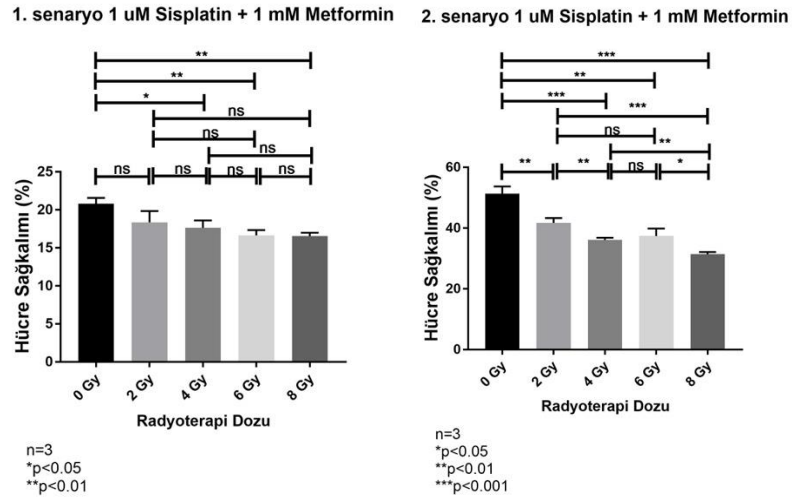 1. senaryo 1 uM Sisplatin + 1 mM Metformin
**
**
*
ns
ns
ns
ns
ns
ns
ns
25
20
15
10
5
0
Hücre Sağkalımı (%)
0 Gy
2 Gy
4 Gy
6 Gy
8 Gy
Radyoterapi Dozu
n=3
*p<0.05
**p<0.01
2. senaryo 1 uM Sisplatin + 1 mM Metformin
***
**
***
***
ns
**
**
**
ns
*
60
40
20
0
Hücre Sağkalımı (%)
0 Gy
2 Gy
4 Gy
6 Gy
8 Gy
Radyoterapi Dozu
n=3
*p<0.05
**p<0.01
***p<0.001